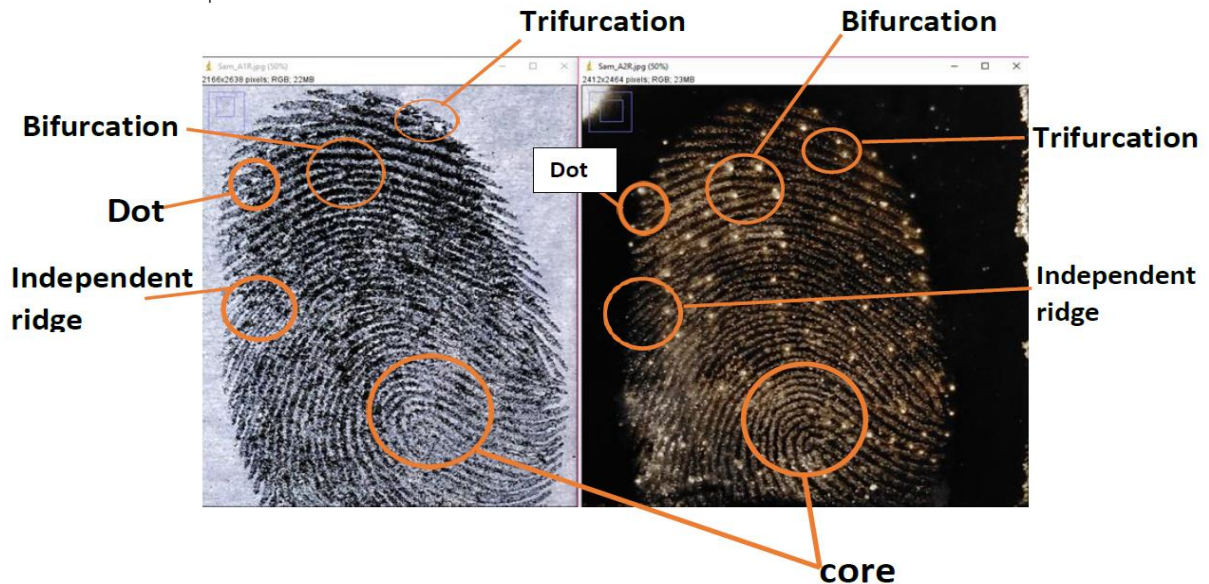 Trifurcation
Bifurcation
Sam_A1R.jpg (50%)
2166x2638 pixels; RGB; 22MB
Sam_A2R.jpg (50%)
2412x2464 pixels; RGB; 23MB
Bifurcation
Trifurcation
Dot
Dot
Independent
ridge
Independent
ridge
core